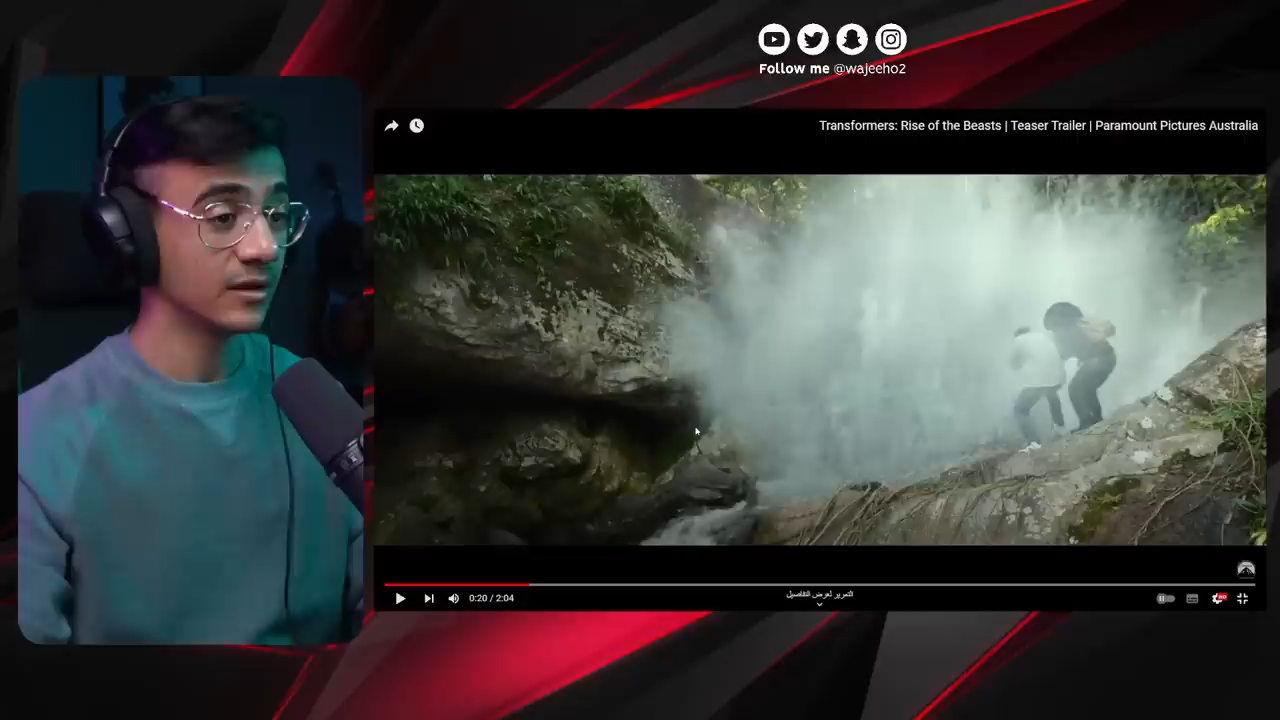 Follow me @wajeeho2
Transformers: Rise of the Beasts | Teaser Trailer | Paramount Pictures Australia
0:20 / 2:04
التمرير لعرض التفاصيل
HD